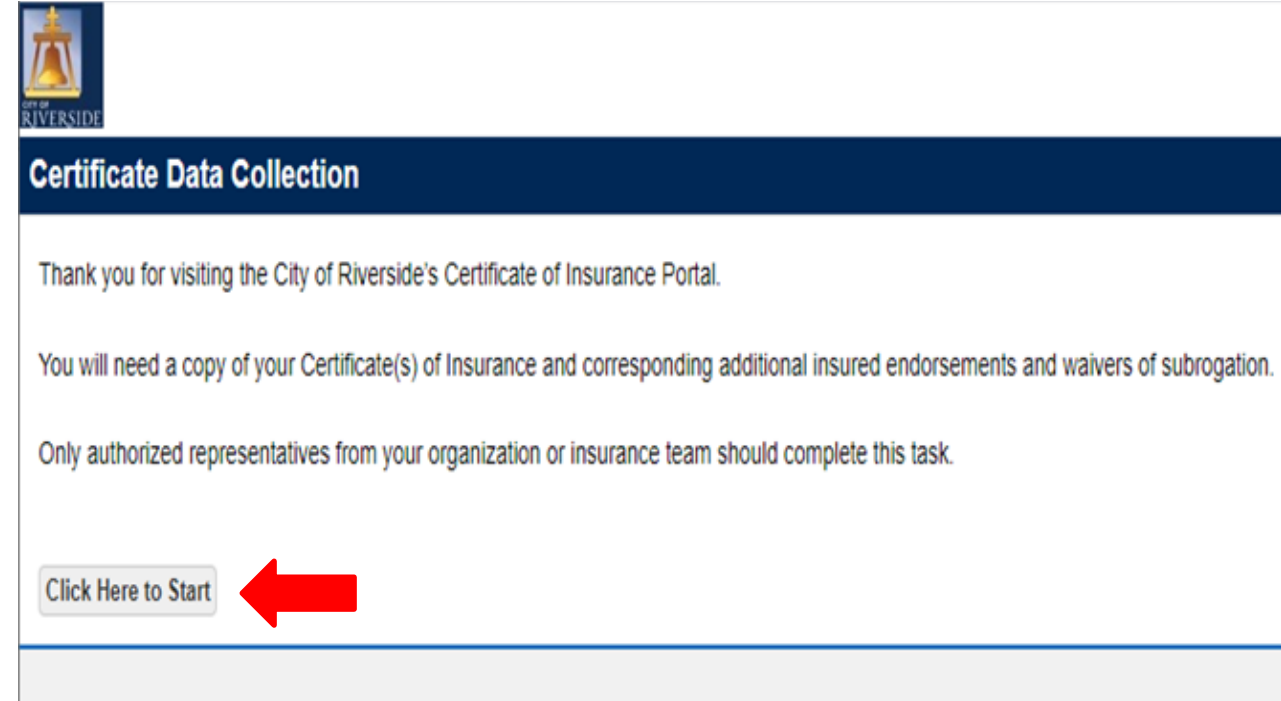 CITY OF
RIVERSIDE
Certificate Data Collection
Thank you for visiting the City of Riverside's Certificate of Insurance Portal.
You will need a copy of your Certificate(s) of Insurance and corresponding additional insured endorsements and waivers of subrogation.
Only authorized representatives from your organization or insurance team should complete this task.
Click Here to Start